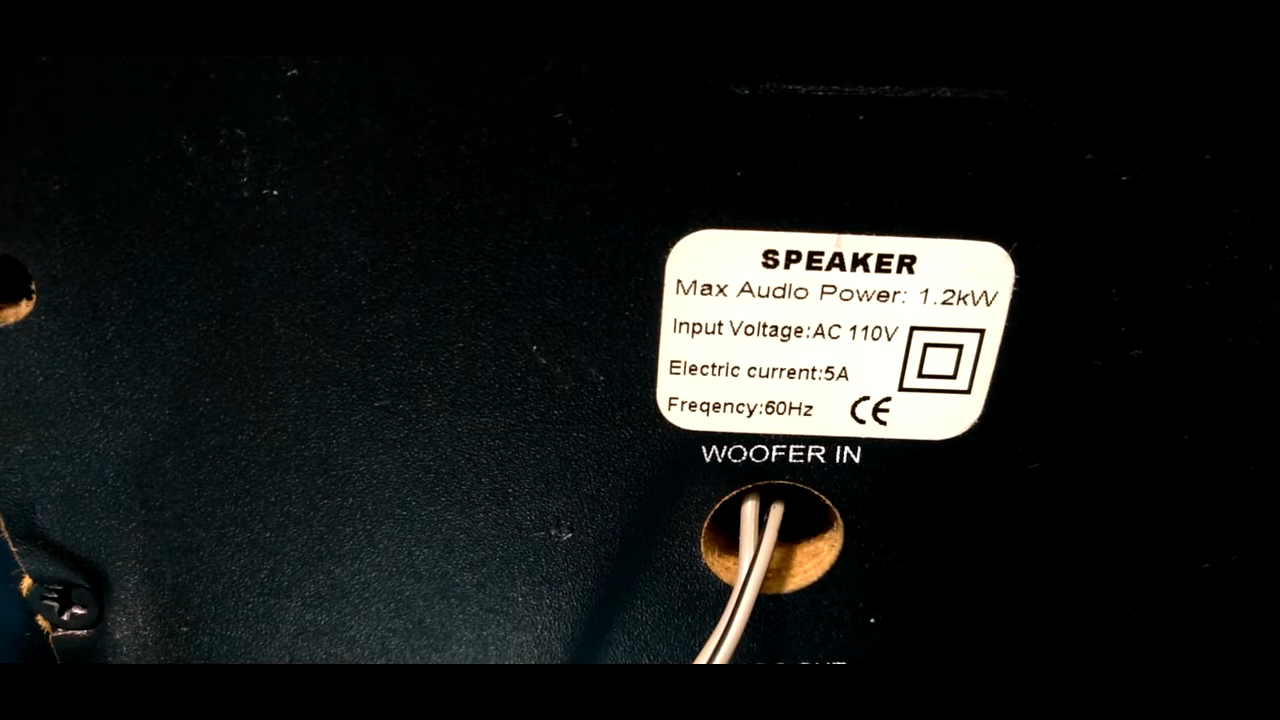 SPEAKER
Max Audio Power: 1.2kW
Input Voltage:AC 110V
Electric current:5A
Freqency:60Hz
CE
WOOFER IN